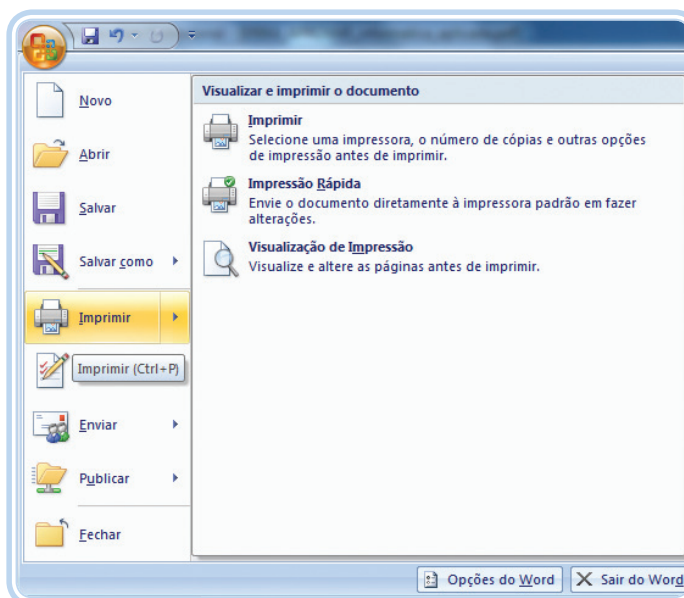 Novo
Abrir
Salvar
Salvar como
Imprimir
Imprimir (Ctrl+P)
Enviar
Publicar
Fechar
Visualizar e imprimir o documento
Imprimir
Selecione uma impressora, o número de cópias e outras opções
de impressão antes de imprimir.
Impressão Rápida
Envie o documento diretamente à impressora padrão em fazer
alterações.
Visualização de Impressão
Visualize e altere as páginas antes de imprimir.
Opções do Word
Sair do Word